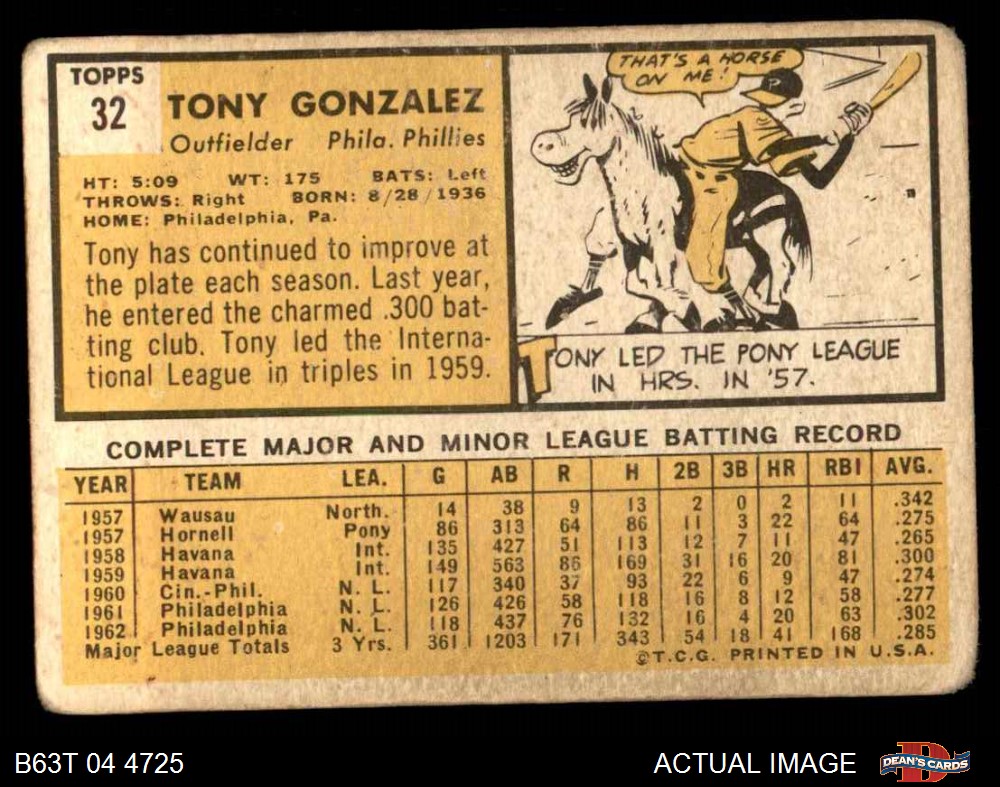 TOPPS
32
TONY GONZALEZ
Outfielder Phila. Phillies
HT: 5:09 WT: 175 BATS: Left
THROWS: Right BORN: 8/28/1936
HOME: Philadelphia, Pa.
Tony has continued to improve at
the plate each season. Last year,
he entered the charmed .300 bat-
ting club. Tony led the Interna-
tional League in triples in 1959.
THAT'S A HORSE
ON ME!
P
TONY LED THE PONY LEAGUE
IN HRS. IN '57.
COMPLETE MAJOR AND MINOR LEAGUE BATTING RECORD
YEAR TEAM LEA. G AB R H 2B 3B HR RBI AVG.
1957 Wausau North. 14 38 9 13 2 0 2 11 .342
1957 Hornell Pony 86 313 64 86 11 3 22 64 .275
1958 Havana Int. 135 427 51 113 12 7 11 47 .265
1959 Havana Int. 149 563 86 169 31 16 20 81 .300
1960 Cin.-Phil. N. L. 117 340 37 93 22 6 9 47 .274
1961 Philadelphia N. L. 126 426 58 118 16 8 12 58 .277
1962 Philadelphia N. L. 118 437 76 132 16 4 20 63 .302
Major League Totals 3 Yrs. 361 1203 171 343 54 18 41 168 .285
©T.C.G. PRINTED IN U.S.A.
B63T 04 4725
ACTUAL IMAGE
DEAN'S CARDS